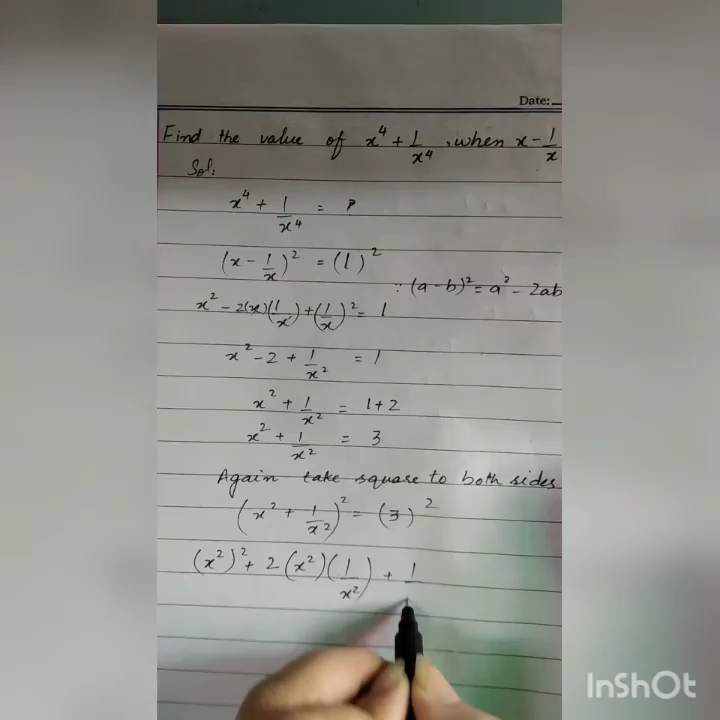 Date:
Find the value of x⁴ + 1/x⁴, when x - 1/x
Sol:
x⁴ + 1/x⁴ = ?
(x - 1/x)² = (1)²
∵ (a - b)² = a² - 2ab
x² - 2(x)(1/x) + (1/x)² = 1
x² - 2 + 1/x² = 1
x² + 1/x² = 1 + 2
x² + 1/x² = 3
Again take square to both sides
(x² + 1/x²)² = (3)²
(x²)² + 2(x²)(1/x²) + 1
InShOt